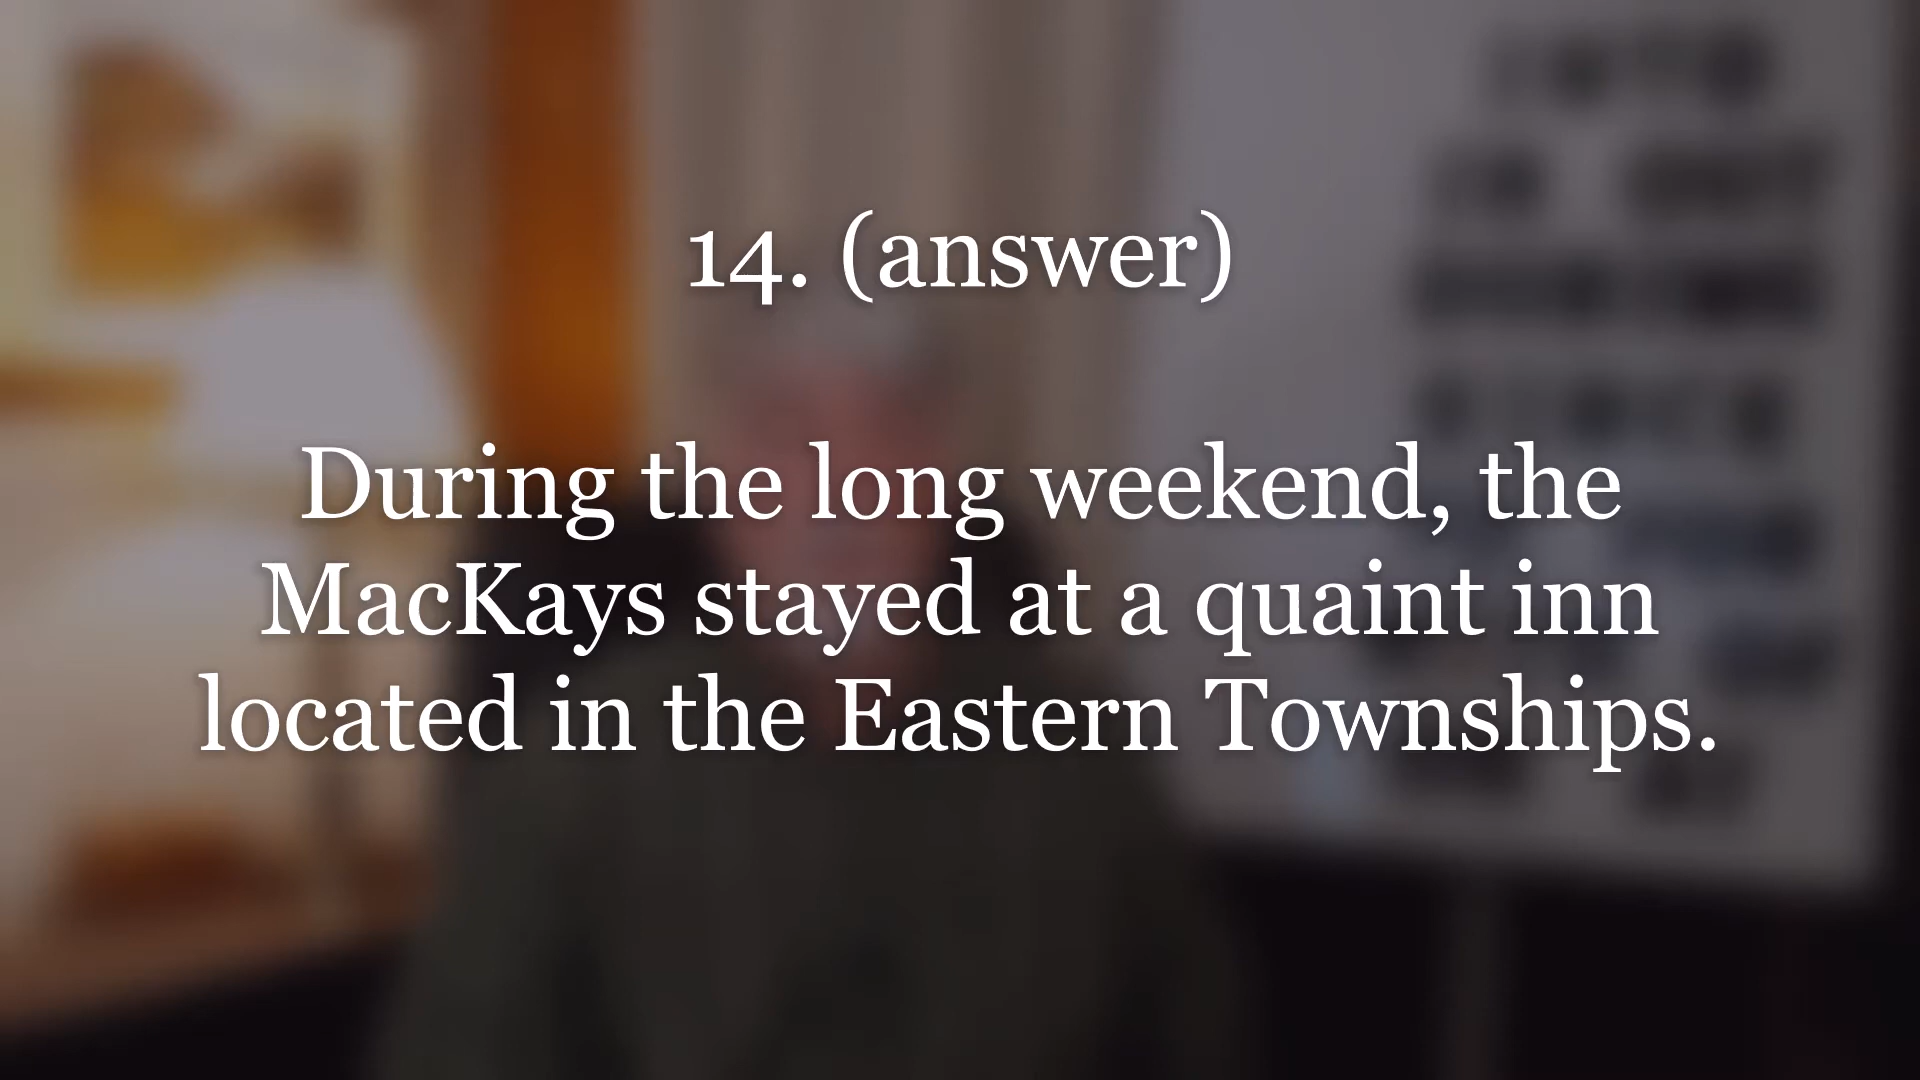 14. (answer)
During the long weekend, the
MacKays stayed at a quaint inn
located in the Eastern Townships.